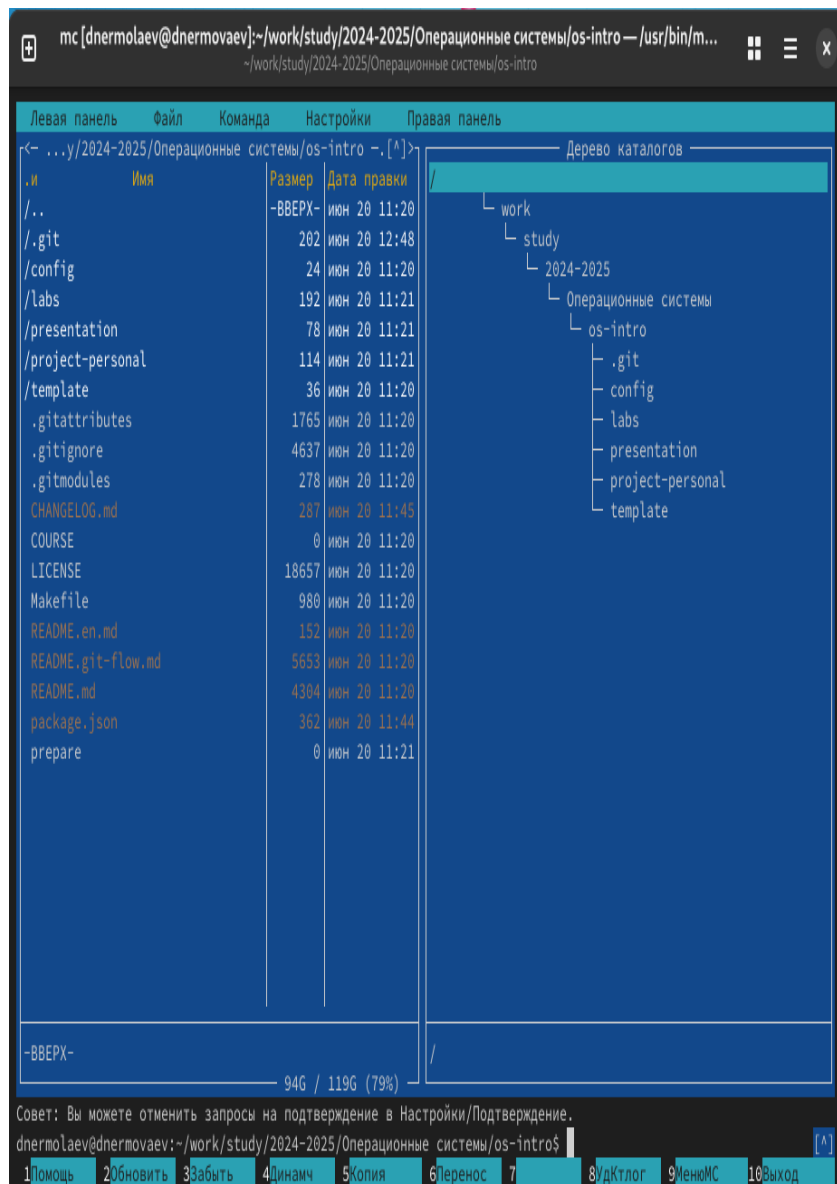 mc [dnermolaev@dnermovaev]:~/work/study/2024-2025/Операционные системы/os-intro — /usr/bin/m...
~/work/study/2024-2025/Операционные системы/os-intro
Левая панель Файл Команда Настройки Правая панель
<— ...y/2024-2025/Операционные системы/os-intro —.[^]>
Дерево каталогов
.и Имя Размер Дата правки
/
/.. -ВВЕРХ- июн 20 11:20
└ work
/.git 202 июн 20 12:48
└ study
/config 24 июн 20 11:20
└ 2024-2025
/labs 192 июн 20 11:21
└ Операционные системы
/presentation 78 июн 20 11:21
└ os-intro
/project-personal 114 июн 20 11:21
├ .git
/template 36 июн 20 11:20
├ config
.gitattributes 1765 июн 20 11:20
├ labs
.gitignore 4637 июн 20 11:20
├ presentation
.gitmodules 278 июн 20 11:20
├ project-personal
CHANGELOG.md 287 июн 20 11:45
└ template
COURSE 0 июн 20 11:20
LICENSE 18657 июн 20 11:20
Makefile 980 июн 20 11:20
README.en.md 152 июн 20 11:20
README.git-flow.md 5653 июн 20 11:20
README.md 4304 июн 20 11:20
package.json 362 июн 20 11:44
prepare 0 июн 20 11:21
-ВВЕРХ-
/
94G / 119G (79%)
Совет: Вы можете отменить запросы на подтверждение в Настройки/Подтверждение.
dnermolaev@dnermovaev:~/work/study/2024-2025/Операционные системы/os-intro$ [^]
1Помощь 2Обновить 3Забыть 4Динамч 5Копия 6Перенос 7 8УдКтлог 9МенюМС 10Выход